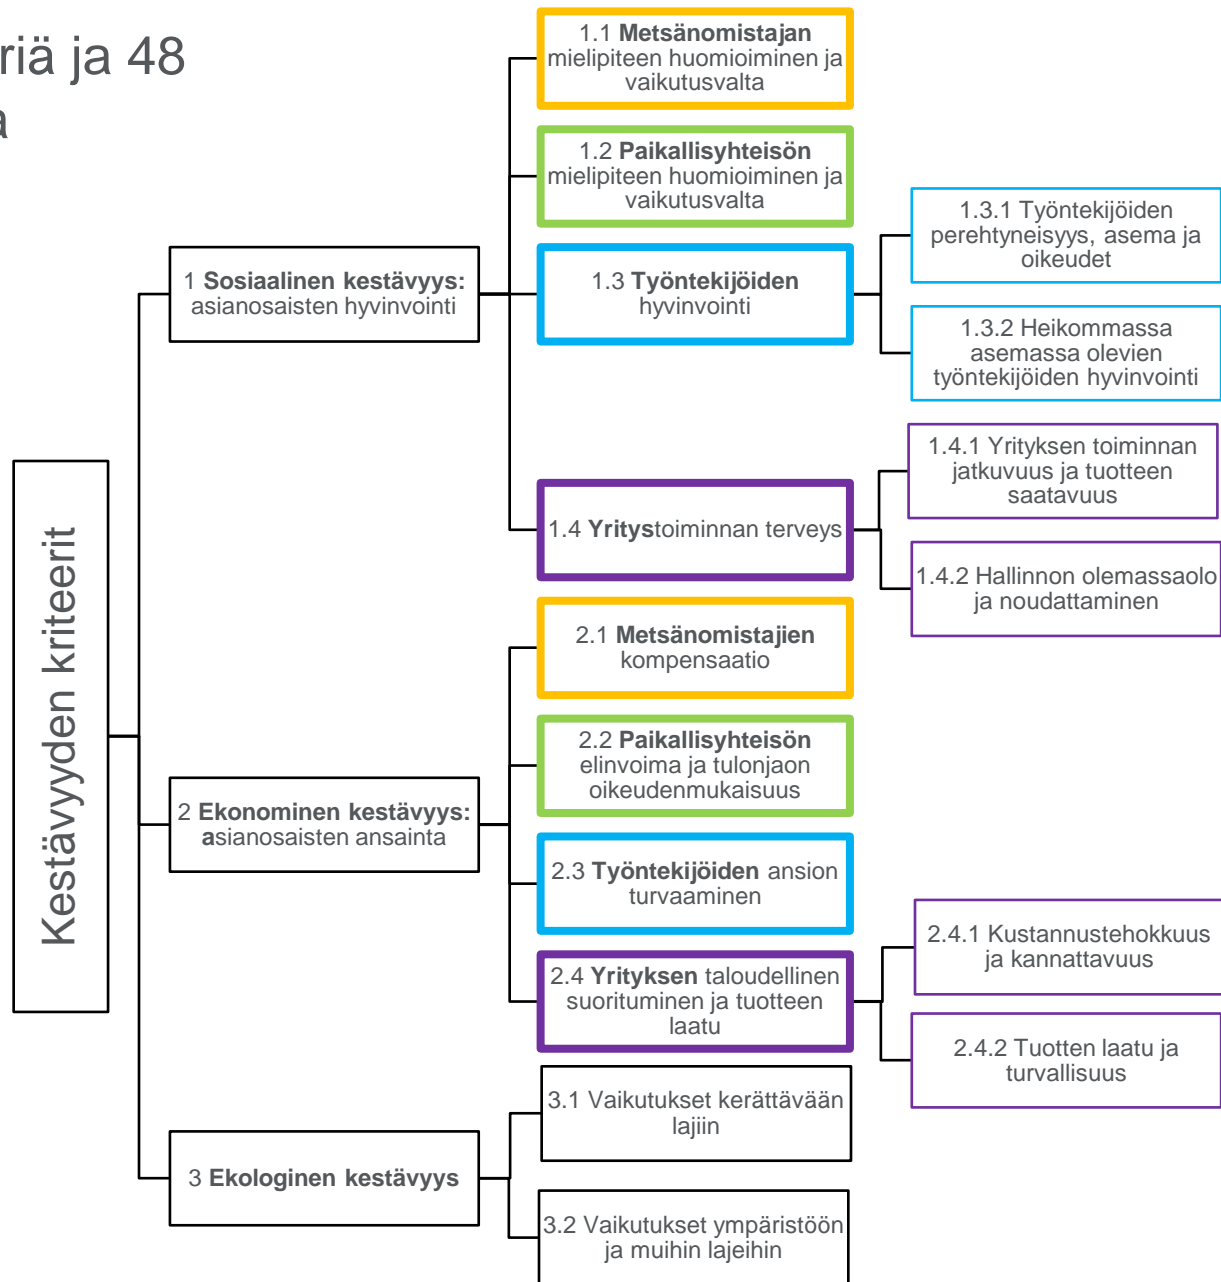 riä ja 48
a
Kestävyyden kriteerit
1 Sosiaalinen kestävyys:
asianosaisten hyvinvointi
1.1 Metsänomistajan
mielipiteen huomioiminen ja
vaikutusvalta
1.2 Paikallisyhteisön
mielipiteen huomioiminen ja
vaikutusvalta
1.3 Työntekijöiden
hyvinvointi
1.3.1 Työntekijöiden
perehtyneisyys, asema ja
oikeudet
1.3.2 Heikommassa
asemassa olevien
työntekijöiden hyvinvointi
1.4 Yritystoiminnan terveys
1.4.1 Yrityksen toiminnan
jatkuvuus ja tuotteen
saatavuus
1.4.2 Hallinnon olemassaolo
ja noudattaminen
2 Ekonominen kestävyys:
asianosaisten ansainta
2.1 Metsänomistajien
kompensaatio
2.2 Paikallisyhteisön
elinvoima ja tulonjaon
oikeudenmukaisuus
2.3 Työntekijöiden ansion
turvaaminen
2.4 Yrityksen taloudellinen
suorituminen ja tuotteen
laatu
2.4.1 Kustannustehokkuus
ja kannattavuus
2.4.2 Tuotten laatu ja
turvallisuus
3 Ekologinen kestävyys
3.1 Vaikutukset kerättävään
lajiin
3.2 Vaikutukset ympäristöön
ja muihin lajeihin